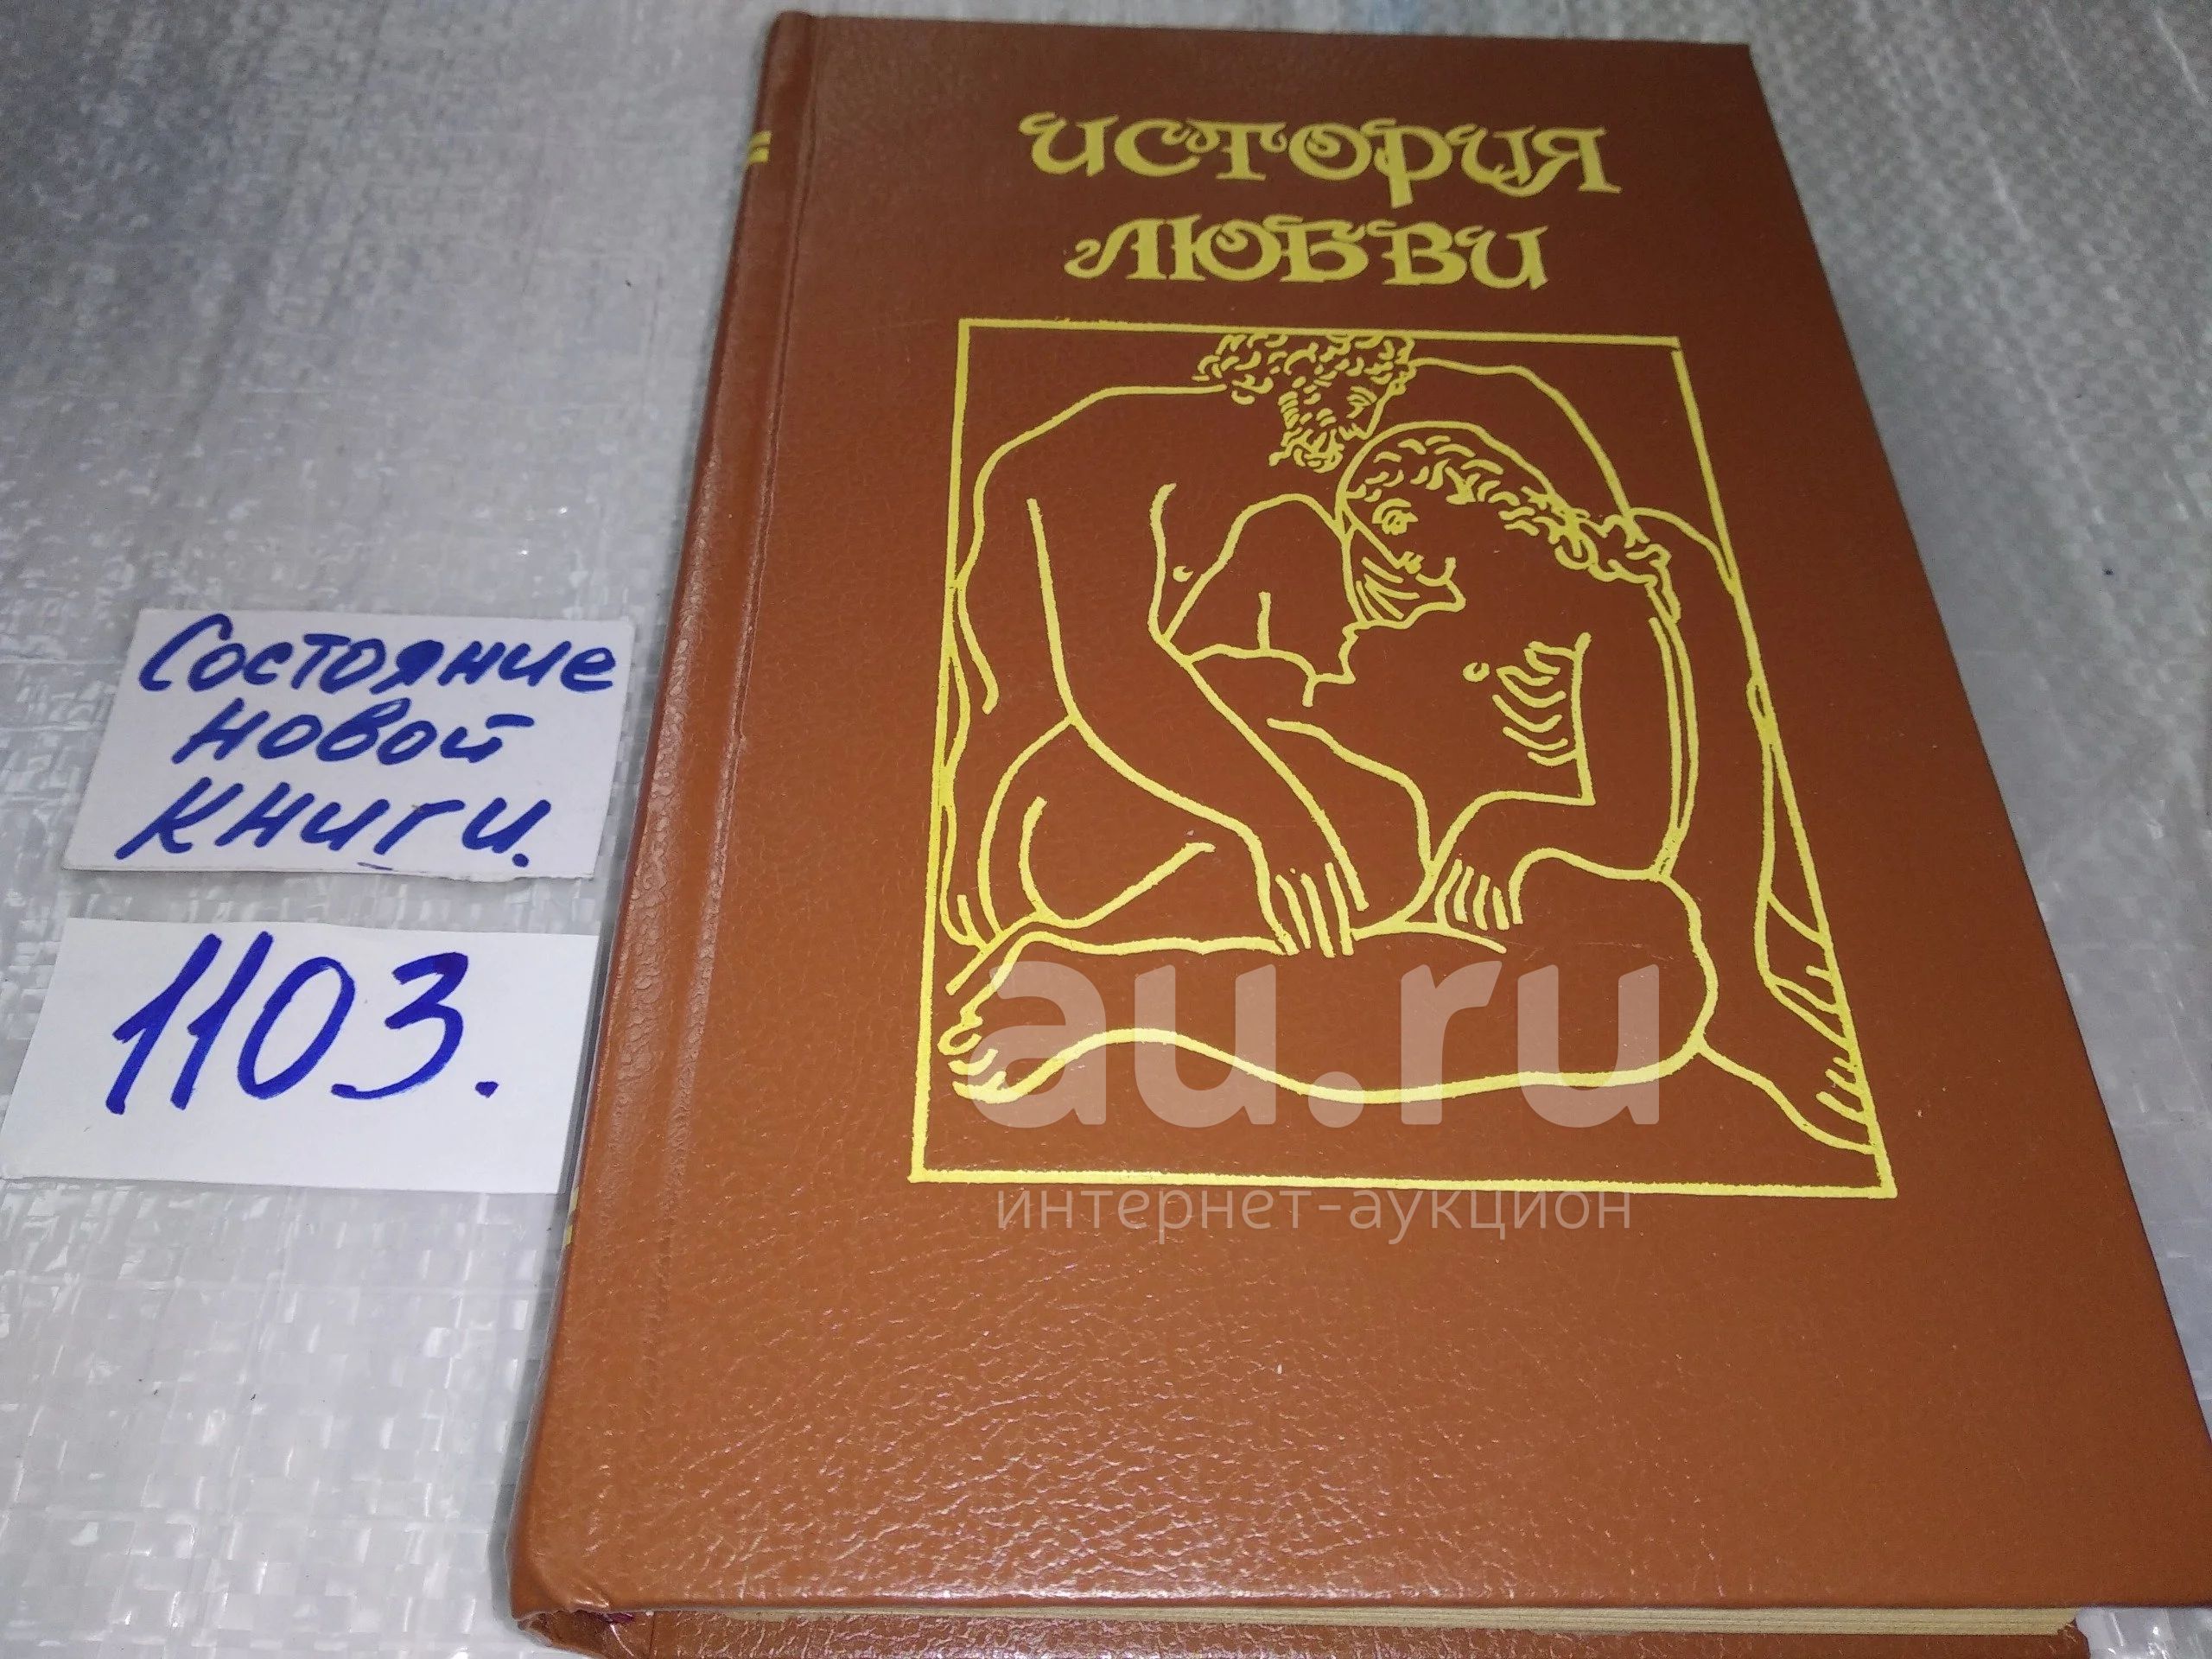 ИСТОРИЯ
ЛЮБВИ
Состояние
новой
книги.
1103.
au.ru
интернет-аукцион